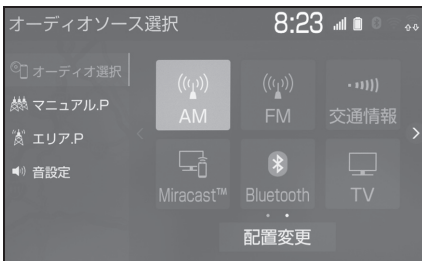 オーディオソース選択 8:23
オーディオ選択
マニュアル.P
エリア.P
音設定
AM FM 交通情報
Miracast™ Bluetooth TV
配置変更